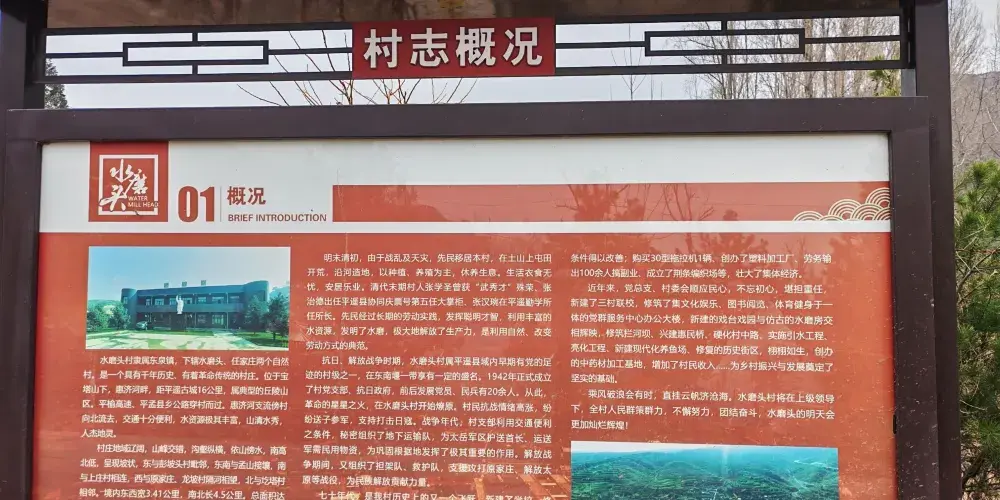 村志概况
水磨头
WATER
MILL HEAD
01
概况
BRIEF INTRODUCTION
水磨头村隶属东泉镇，下辖水磨头、任家庄两个自然
村。是一个具有千年历史、有着革命传统的村庄。位于宝
塔山下，惠济河畔，距平遥古城16公里，属典型的丘陵山
区。平榆高速、平孟县乡公路穿村而过。惠济河支流傍村
向北流去，交通十分便利，水资源极其丰富，山清水秀，
人杰地灵。
村庄地域辽阔，山峰交错，沟壑纵横，依山傍水，南高
北低，呈现坡状，东与彭坡头村毗邻，东南与孟山接壤，南
与上庄村相连，西与原家庄、龙坡村隔河相望，北与圪塔村
相邻。境内东西宽3.41公里，南北长4.5公里，总面积达
明末清初，由于战乱及天灾，先民移居本村，在土山上屯田
开荒，沿河造地，以种植、养殖为主，休养生息。生活衣食无
忧，安居乐业。清代末期村人张学圣曾获“武秀才”殊荣、张
治德出任平遥县协同庆票号第五任大掌柜、张汉琬在平遥勤学所
任所长。先民经过长期的劳动实践，发挥聪明才智，利用丰富的
水资源，发明了水磨，极大地解放了生产力，是利用自然、改变
劳动方式的典范。
抗日、解放战争时期，水磨头村属平遥县域内早期有党的足
迹的村级之一，在东南堰一带享有一定的盛名。1942年正式成立
了村党支部、抗日政府，前后发展党员、民兵有20余人。从此，
革命的星星之火，在水磨头村开始燎原。村民抗战情绪高涨，纷
纷送子参军，支持打击日寇。战争年代，村支部利用交通便利
之条件，秘密组织了地下运输队，为太岳军区护送首长、运送
军需民用物资，为巩固根据地发挥了极其重要的作用。解放战
争期间，又组织了担架队、救护队，支援攻打原家庄、解放太
原等战役，为民族解放贡献力量。
七十年代，是我村历史上的又一个飞跃，新建了学校，
条件得以改善；购买30型拖拉机1辆，创办了塑料加工厂、劳务输
出100余人搞副业、成立了荆条编织场等，壮大了集体经济。
近年来，党总支、村委会顺应民心，不忘初心，堪担重任，
新建了三村联校，修筑了集文化娱乐、图书阅览、体育健身于一
体的党群服务中心办公大楼，新建的戏台戏园与仿古的水磨房交
相辉映，修筑拦河坝、兴建惠民桥、硬化村中路，实施引水工程、
亮化工程、新建现代化养鱼场、修复的历史街区，栩栩如生，创办
的中药材加工基地，增加了村民收入……为乡村振兴与发展奠定了
坚实的基础。
乘风破浪会有时，直挂云帆济沧海。水磨头村将在上级领导
下，全村人民群策群力，不懈努力，团结奋斗，水磨头的明天会
更加灿烂辉煌！